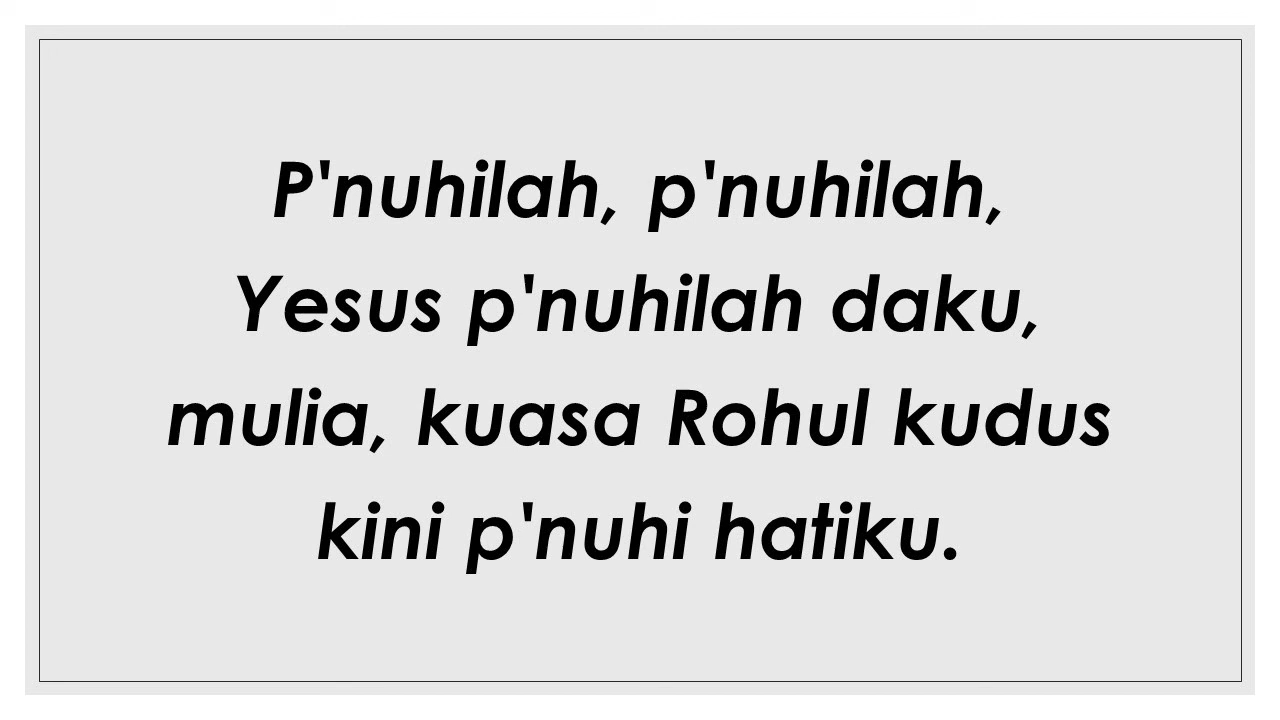 P'nuhilah, p'nuhilah,
Yesus p'nuhilah daku,
mulia, kuasa Rohul kudus
kini p'nuhi hatiku.